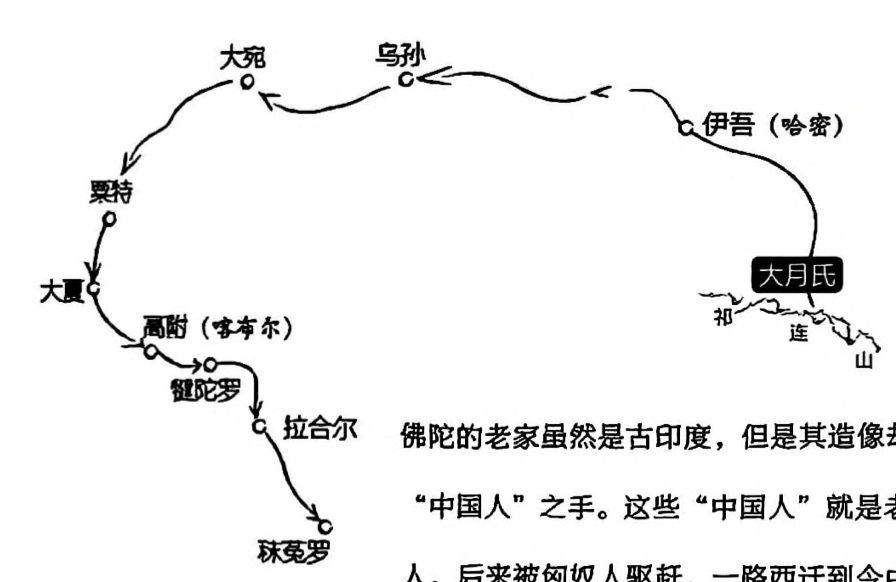 大宛
乌孙
伊吾（哈密）
粟特
大月氏
大夏
祁连山
高附（喀布尔）
犍陀罗
拉合尔
佛陀的老家虽然是古印度，但是其造像
“中国人”之手。这些“中国人”就是
秣菟罗
人，后来被匈奴人驱赶，一路西迁到今